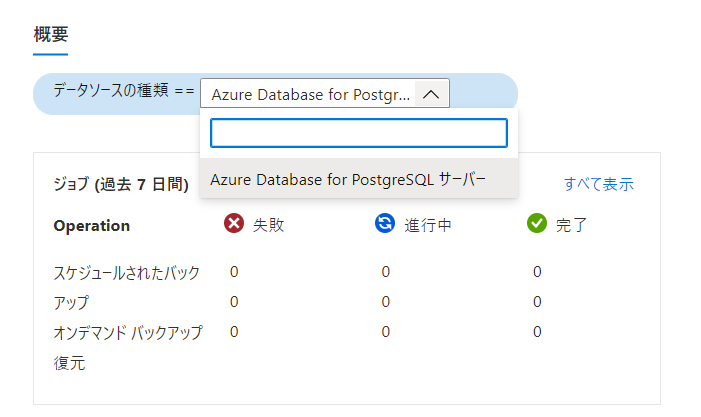 概要
データソースの種類 == Azure Database for Postgr...
Azure Database for PostgreSQL サーバー
ジョブ (過去 7 日間) すべて表示
Operation 失敗 進行中 完了
スケジュールされたバック 0 0 0
アップ 0 0 0
オンデマンド バックアップ 0 0 0
復元